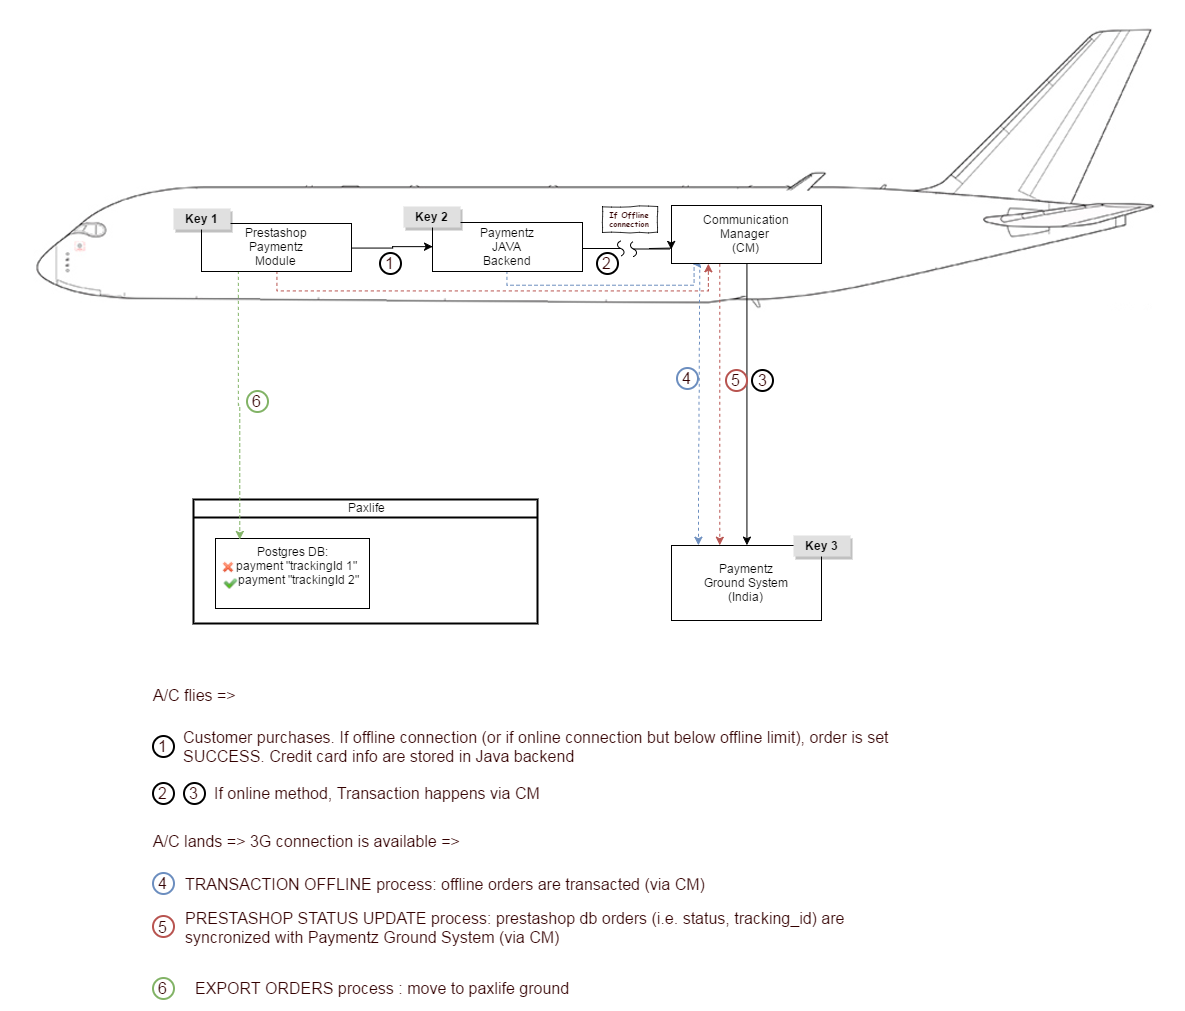 Key 1
Prestashop
Paymentz
Module
1
Key 2
Paymentz
JAVA
Backend
If Offline
connection
2
Communication
Manager
(CM)
4
5
3
6
Paxlife
Postgres DB:
payment "trackingId 1"
payment "trackingId 2"
Key 3
Paymentz
Ground System
(India)
A/C flies =>
1 Customer purchases. If offline connection (or if online connection but below offline limit), order is set
SUCCESS. Credit card info are stored in Java backend
2 3 If online method, Transaction happens via CM
A/C lands => 3G connection is available =>
4 TRANSACTION OFFLINE process: offline orders are transacted (via CM)
5 PRESTASHOP STATUS UPDATE process: prestashop db orders (i.e. status, tracking_id) are
syncronized with Paymentz Ground System (via CM)
6 EXPORT ORDERS process : move to paxlife ground